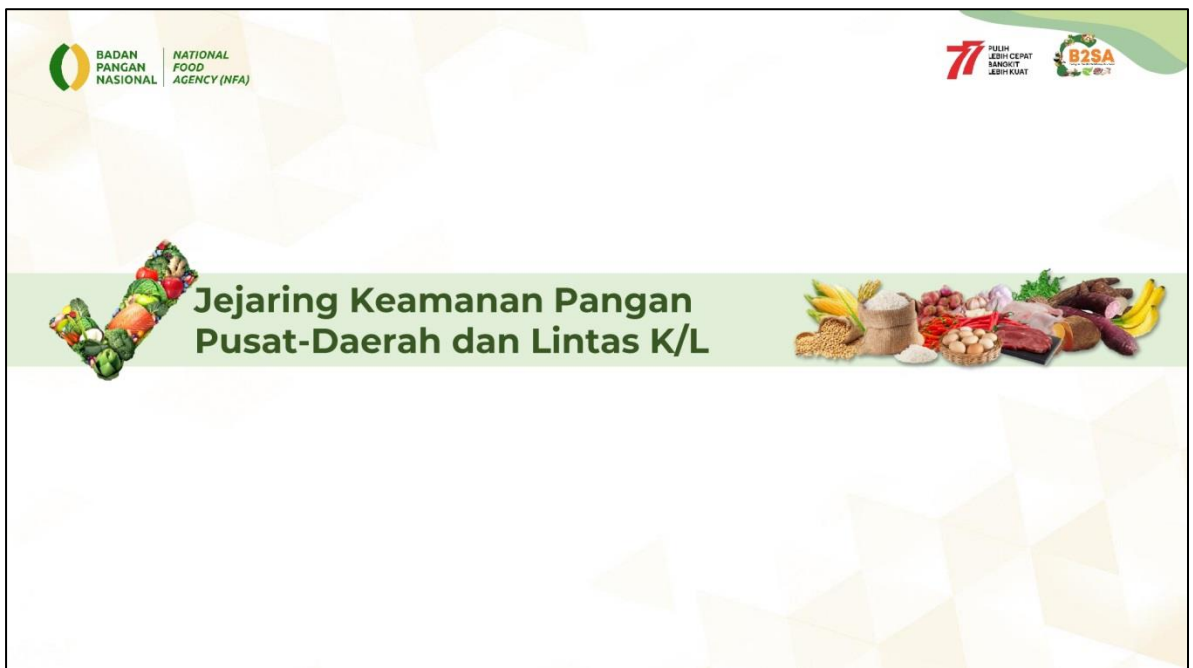 BADAN
PANGAN
NASIONAL
NATIONAL
FOOD
AGENCY (NFA)
77
PULIH
LEBIH CEPAT
BANGKIT
LEBIH KUAT
B2SA
Jejaring Keamanan Pangan
Pusat-Daerah dan Lintas K/L